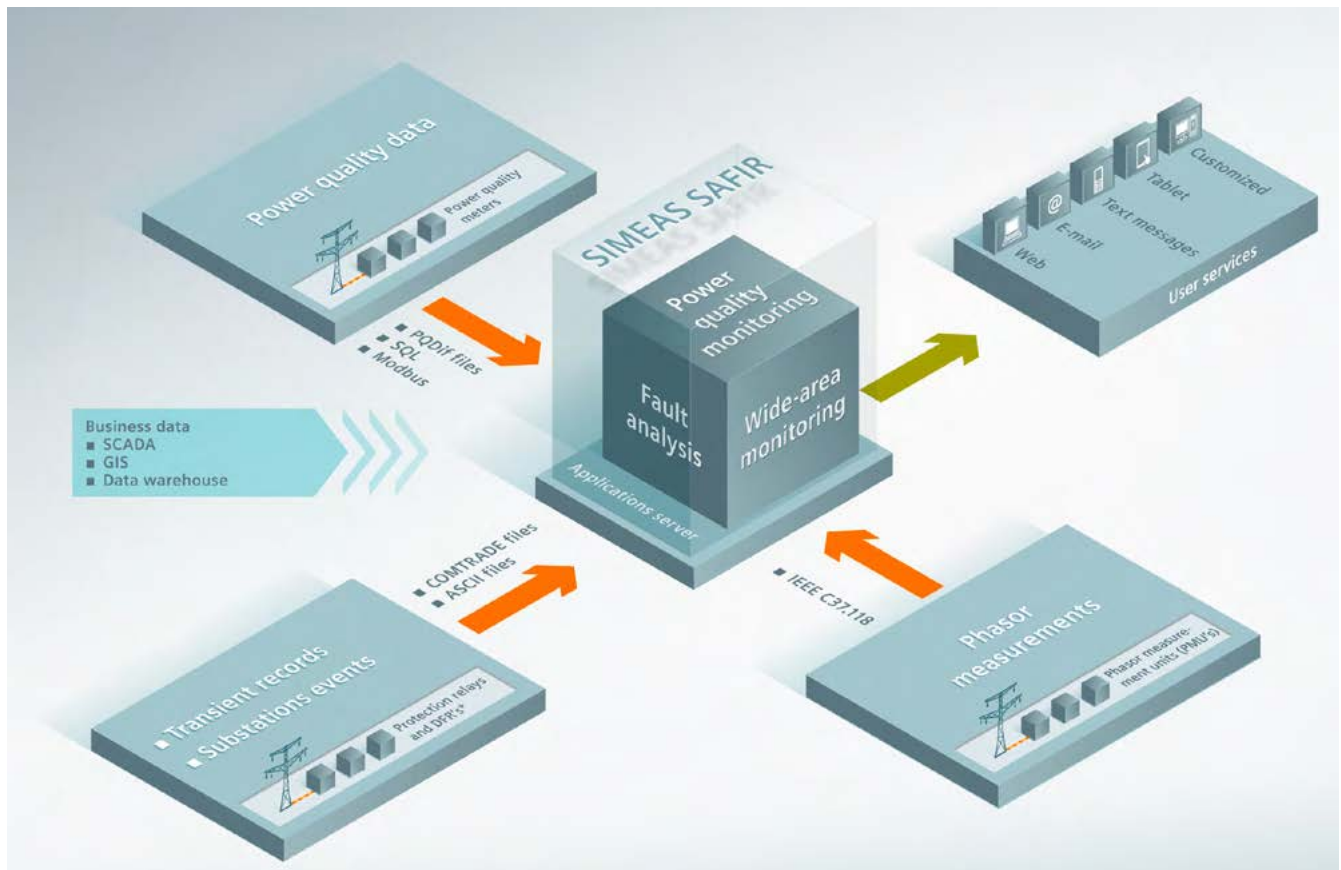 Power quality data
Power quality
meters
■ PQDif files
■ SQL
■ Modbus
SIMEAS SAFIR
Power
quality
monitoring
Fault
analysis
Wide-area
monitoring
Applications server
Web
@
E-mail
Text messages
Tablet
Customized
User services
Business data
■ SCADA
■ GIS
■ Data warehouse
■ COMTRADE files
■ ASCII files
■ Transient records
■ Substations events
Protection relays
and DFR's*
■ IEEE C37.118
Phasor
measurements
Phasor measure-
ment units (PMU's)